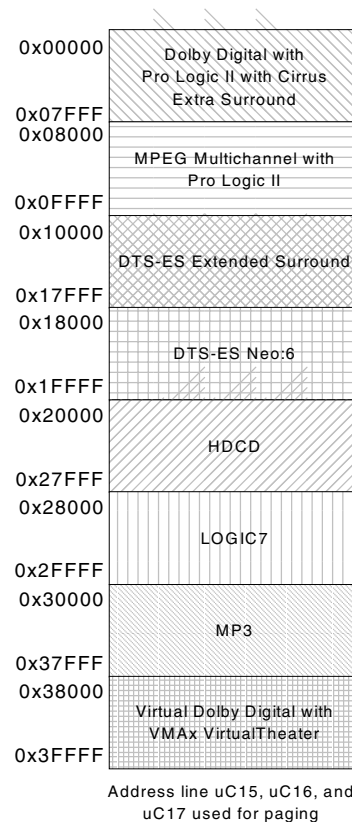 0x00000
Dolby Digital with
Pro Logic II with Cirrus
Extra Surround
0x07FFF
0x08000
MPEG Multichannel with
Pro Logic II
0x0FFFF
0x10000
DTS-ES Extended Surround
0x17FFF
0x18000
DTS-ES Neo:6
0x1FFFF
0x20000
HDCD
0x27FFF
0x28000
LOGIC7
0x2FFFF
0x30000
MP3
0x37FFF
0x38000
Virtual Dolby Digital with
VMAx VirtualTheater
0x3FFFF
Address line uC15, uC16, and
uC17 used for paging